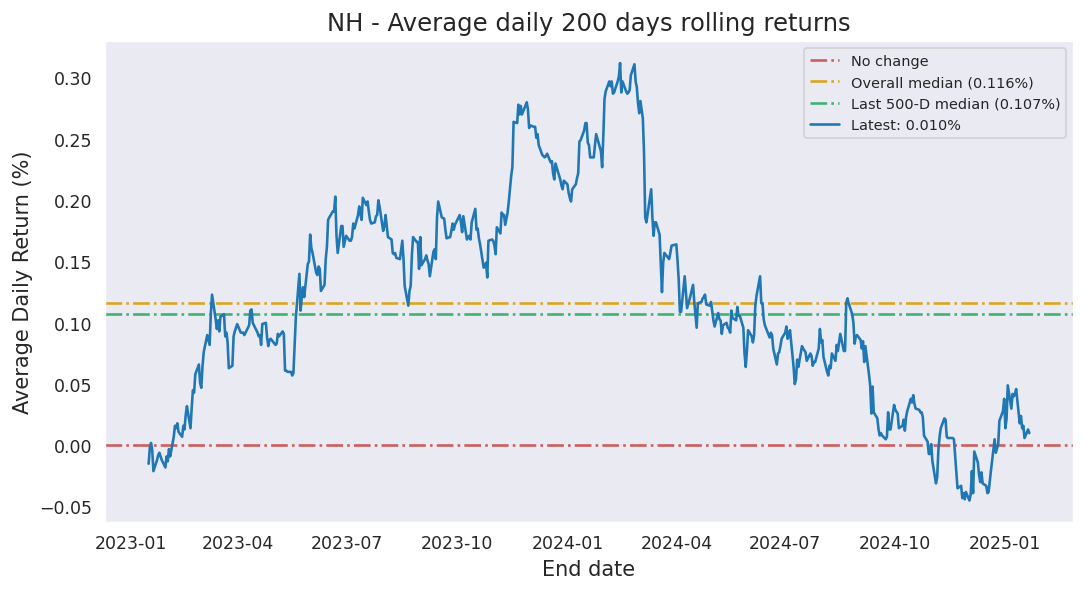 NH - Average daily 200 days rolling returns
No change
Overall median (0.116%)
Last 500-D median (0.107%)
Latest: 0.010%
Average Daily Return (%)
0.30
0.25
0.20
0.15
0.10
0.05
0.00
−0.05
2023-01 2023-04 2023-07 2023-10 2024-01 2024-04 2024-07 2024-10 2025-01
End date